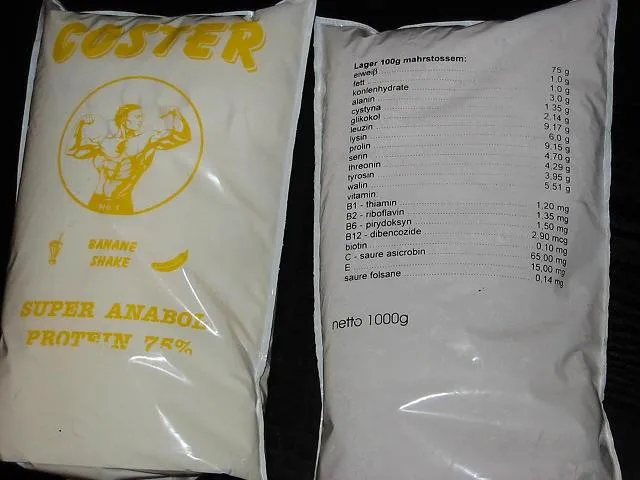 COSTER
No. 1
BANANE
SHAKE
SUPER ANABOL
PROTEIN 75%
Lager 100g mahrstossem:
eiweiβ 75 g
fett 1.0 g
konlenhydrate 1.0 g
alanin 3.0 g
cystyna 1.35 g
glikokol 2.14 g
leuzin 9.17 g
lysin 6.0 g
prolin 9.15 g
serin 4.70 g
threonin 4.29 g
tyrosin 3.95 g
walin 5.51 g
vitamin
B1 - thiamin 1.20 mg
B2 - riboflavin 1.35 mg
B6 - pirydoksyn 1.50 mg
B12 - dibencozide 2.90 mcg
biotin 0.10 mg
C - saure asicrobin 65.00 mg
E 15.00 mg
saure folsane 0.14 mg
netto 1000g